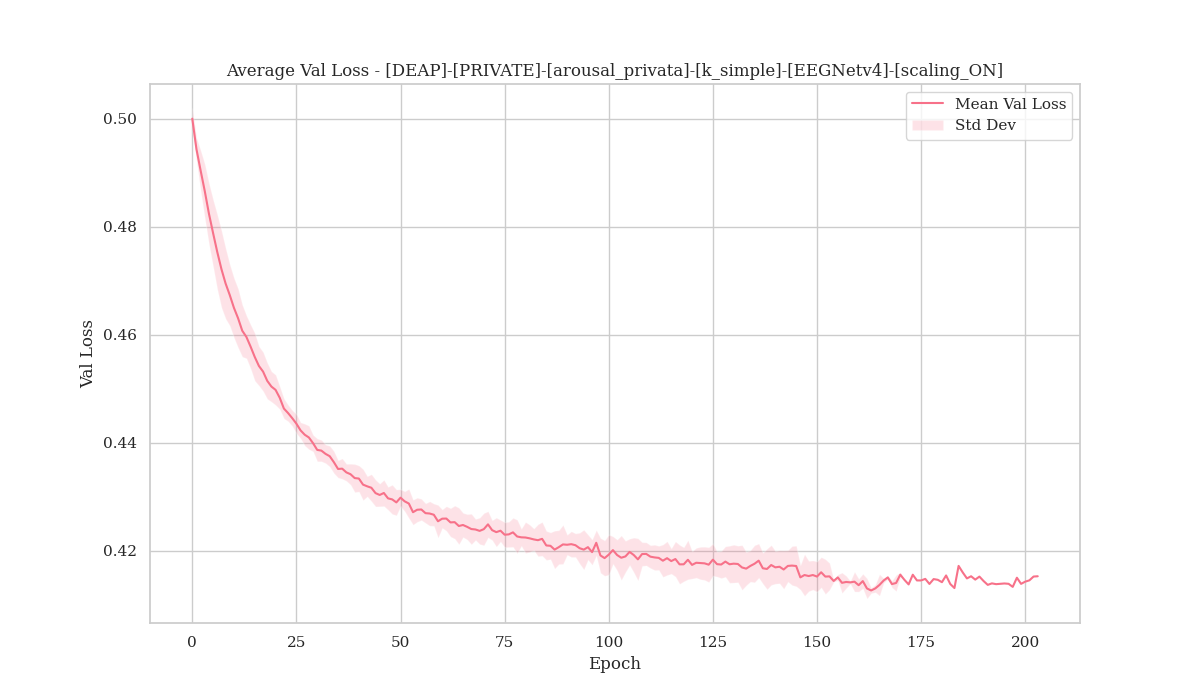 Average Val Loss - [DEAP]-[PRIVATE]-[arousal_privata]-[k_simple]-[EEGNetv4]-[scaling_ON]
Mean Val Loss
Std Dev
0.50
0.48
0.46
0.44
0.42
Val Loss
0 25 50 75 100 125 150 175 200
Epoch